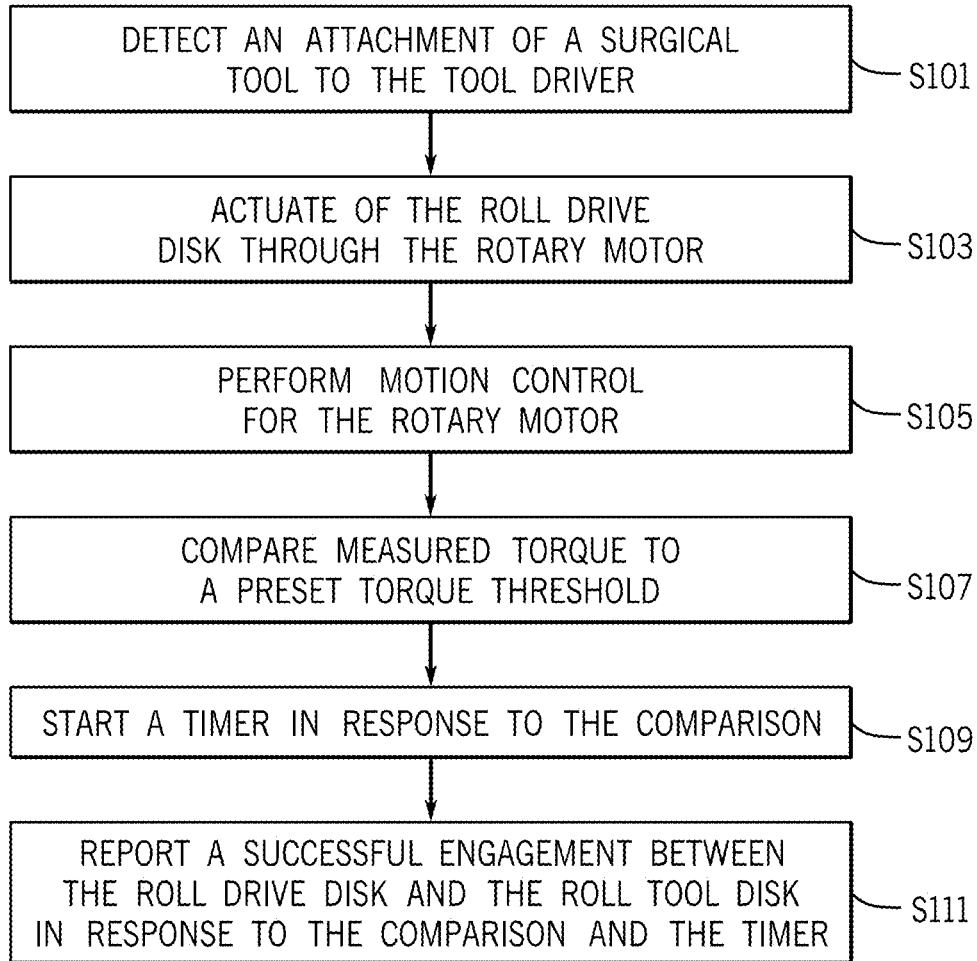 DETECT AN ATTACHMENT OF A SURGICAL
TOOL TO THE TOOL DRIVER
S101
ACTUATE OF THE ROLL DRIVE
DISK THROUGH THE ROTARY MOTOR
S103
PERFORM MOTION CONTROL
FOR THE ROTARY MOTOR
S105
COMPARE MEASURED TORQUE TO
A PRESET TORQUE THRESHOLD
S107
START A TIMER IN RESPONSE TO THE COMPARISON
S109
REPORT A SUCCESSFUL ENGAGEMENT BETWEEN
THE ROLL DRIVE DISK AND THE ROLL TOOL DISK
IN RESPONSE TO THE COMPARISON AND THE TIMER
S111